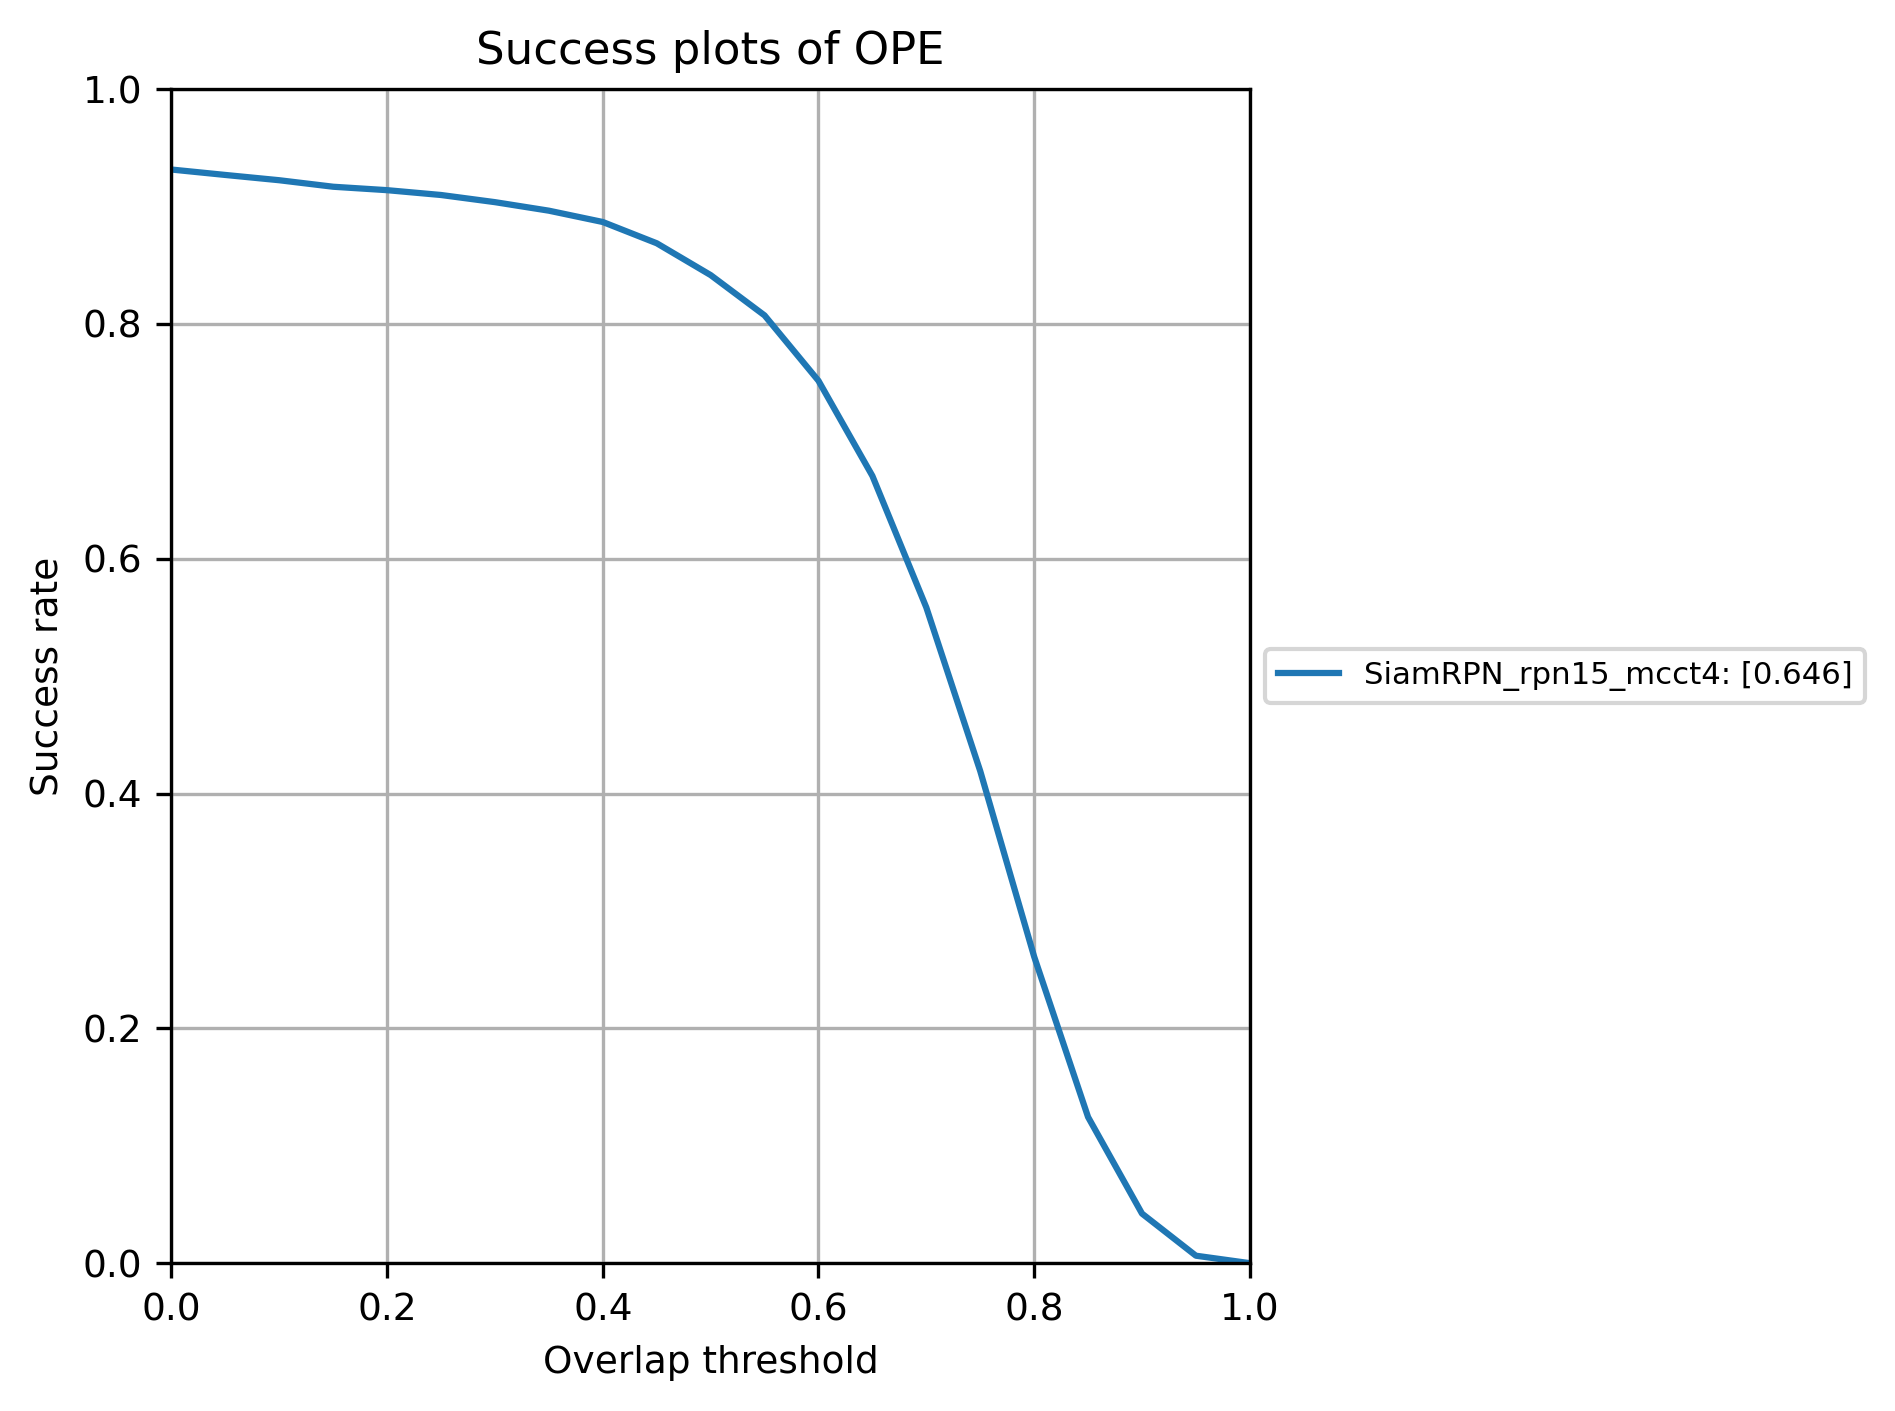 Success plots of OPE
1.0
0.8
0.6
0.4
0.2
0.0
Success rate
0.0 0.2 0.4 0.6 0.8 1.0
Overlap threshold
SiamRPN_rpn15_mcct4: [0.646]